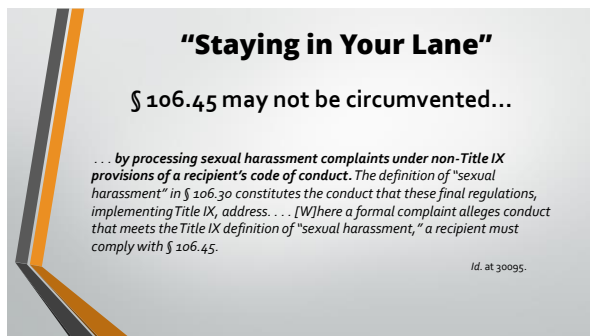 “Staying in Your Lane”
§ 106.45 may not be circumvented…
. . . by processing sexual harassment complaints under non-Title IX
provisions of a recipient’s code of conduct. The definition of “sexual
harassment” in § 106.30 constitutes the conduct that these final regulations,
implementing Title IX, address. . . . [W]here a formal complaint alleges conduct
that meets the Title IX definition of “sexual harassment,” a recipient must
comply with § 106.45.
Id. at 30095.